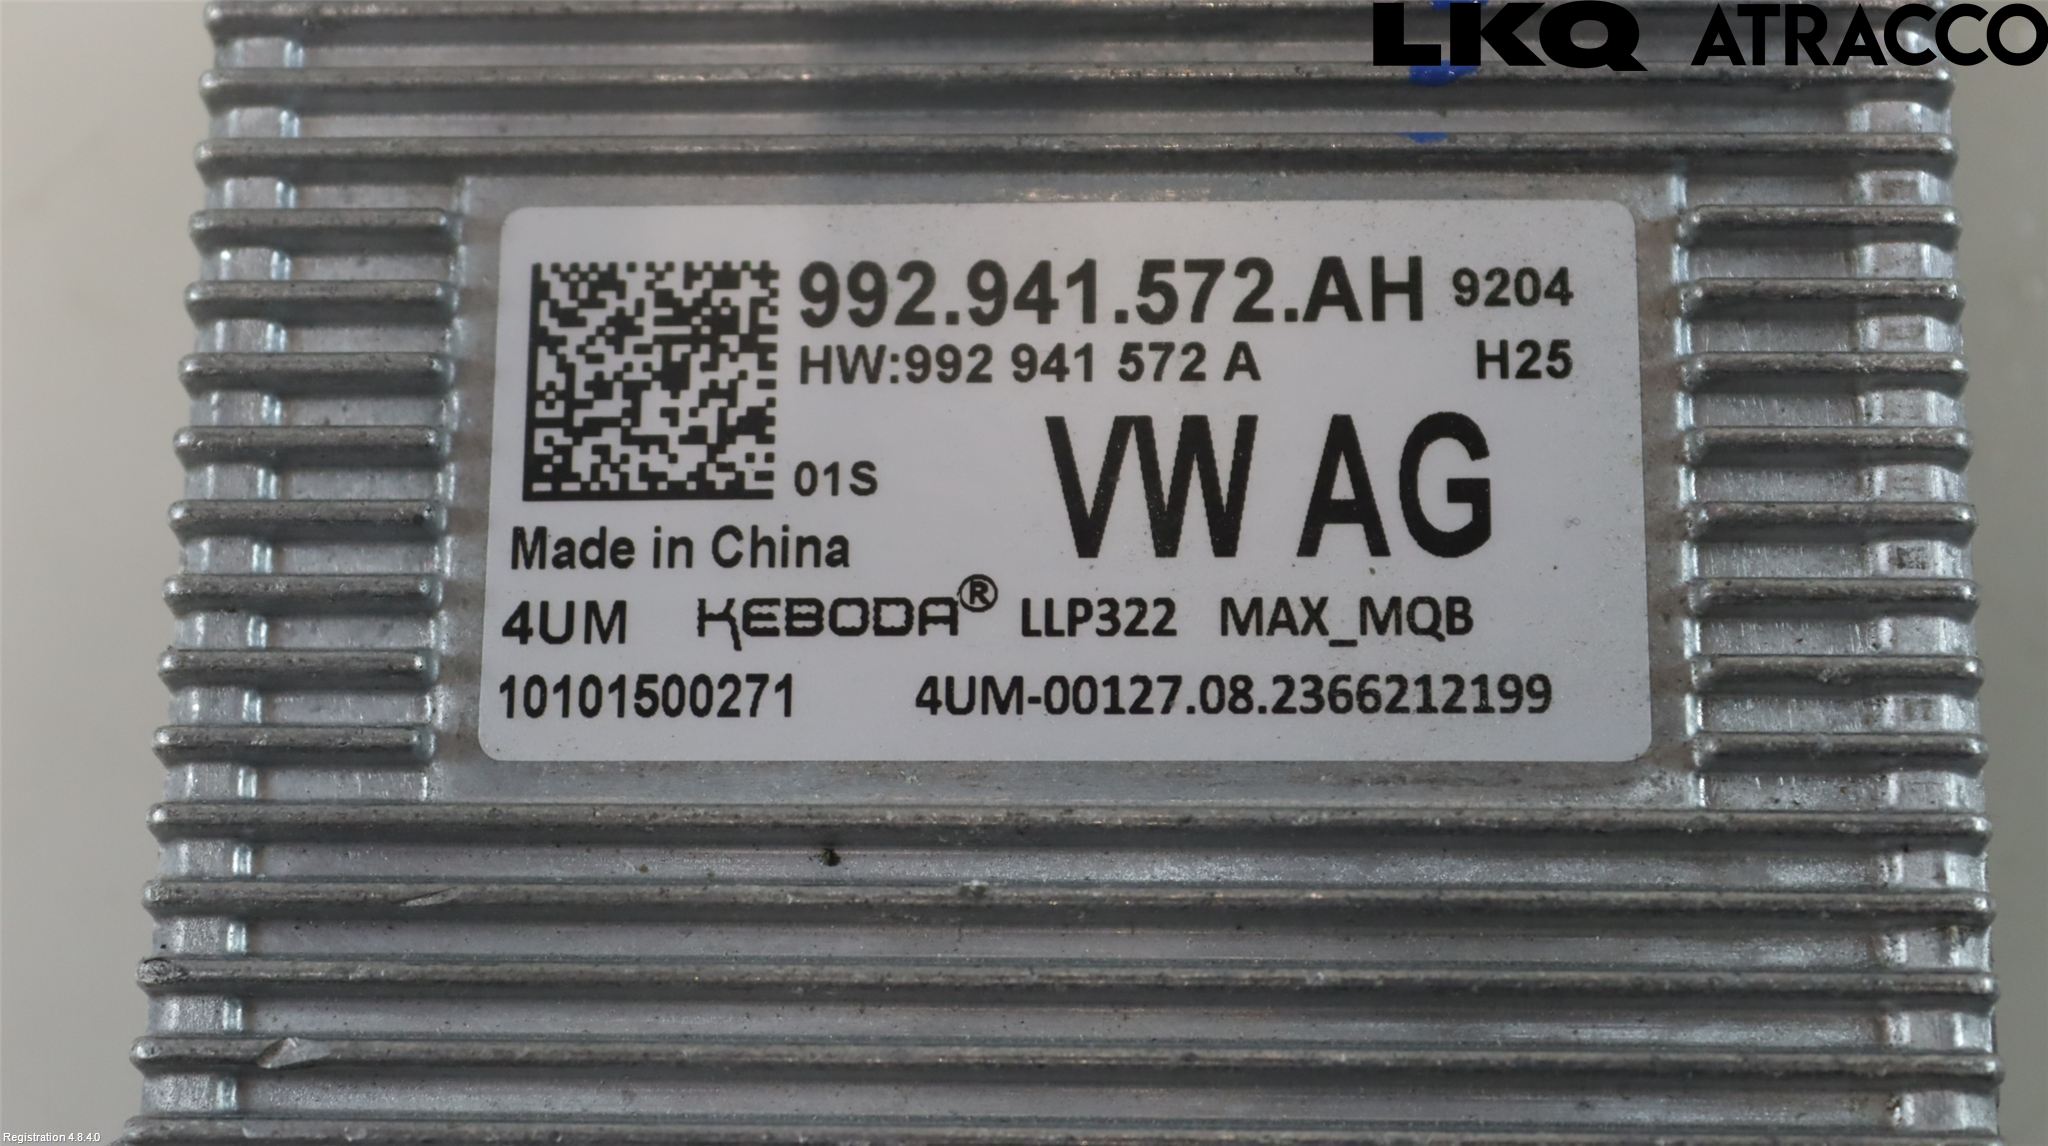 LKQ ATRACCO
992.941.572.AH 9204
HW:992 941 572 A H25
VW AG
01S
Made in China
4UM KEBODA® LLP322 MAX_MQB
10101500271 4UM-00127.08.2366212199
Registration 4.8.4.0